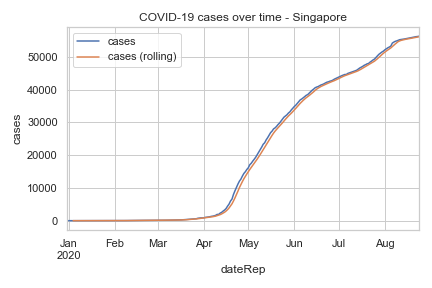 COVID-19 cases over time - Singapore
cases
cases (rolling)
50000
40000
30000
20000
10000
0
cases
Jan Feb Mar Apr May Jun Jul Aug
2020
dateRep